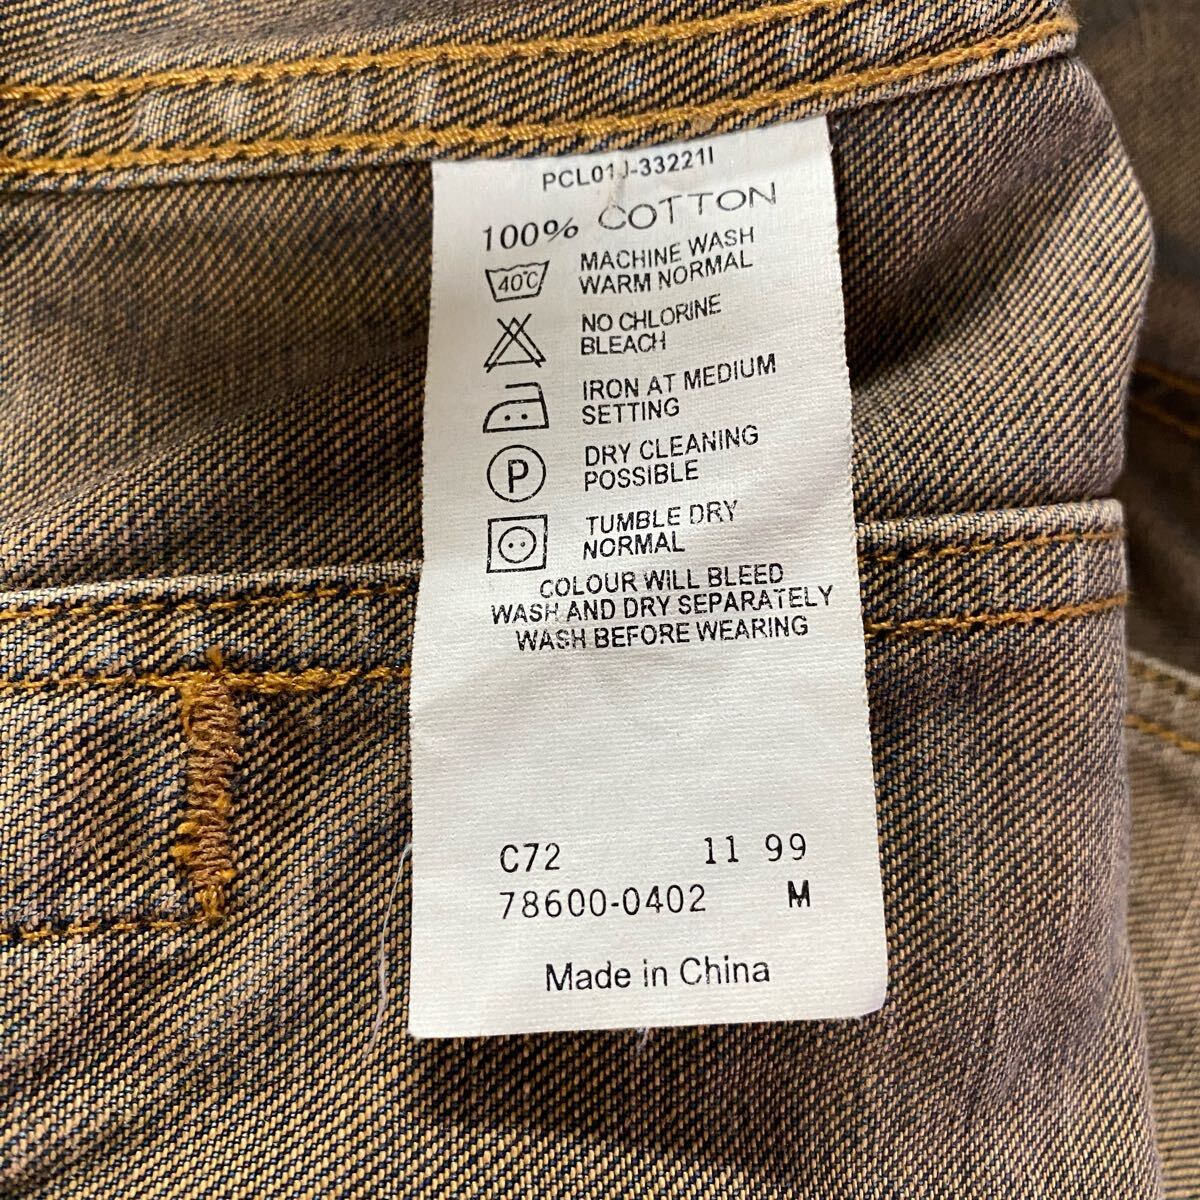 PCL01J-33221I
100% COTTON
40°C
MACHINE WASH
WARM NORMAL
NO CHLORINE
BLEACH
IRON AT MEDIUM
SETTING
P
DRY CLEANING
POSSIBLE
TUMBLE DRY
NORMAL
COLOUR WILL BLEED
WASH AND DRY SEPARATELY
WASH BEFORE WEARING
C72 11 99
78600-0402 M
Made in China